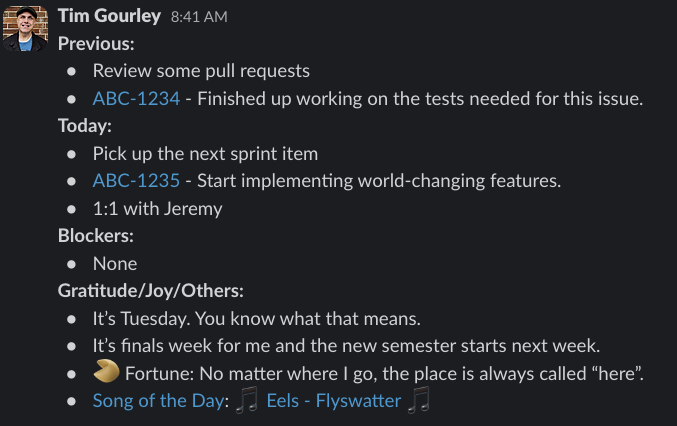 Tim Gourley 8:41 AM
Previous:
• Review some pull requests
• ABC-1234 - Finished up working on the tests needed for this issue.
Today:
• Pick up the next sprint item
• ABC-1235 - Start implementing world-changing features.
• 1:1 with Jeremy
Blockers:
• None
Gratitude/Joy/Others:
• It’s Tuesday. You know what that means.
• It’s finals week for me and the new semester starts next week.
• 🥠 Fortune: No matter where I go, the place is always called “here”.
• Song of the Day: 🎵 Eels - Flyswatter 🎵